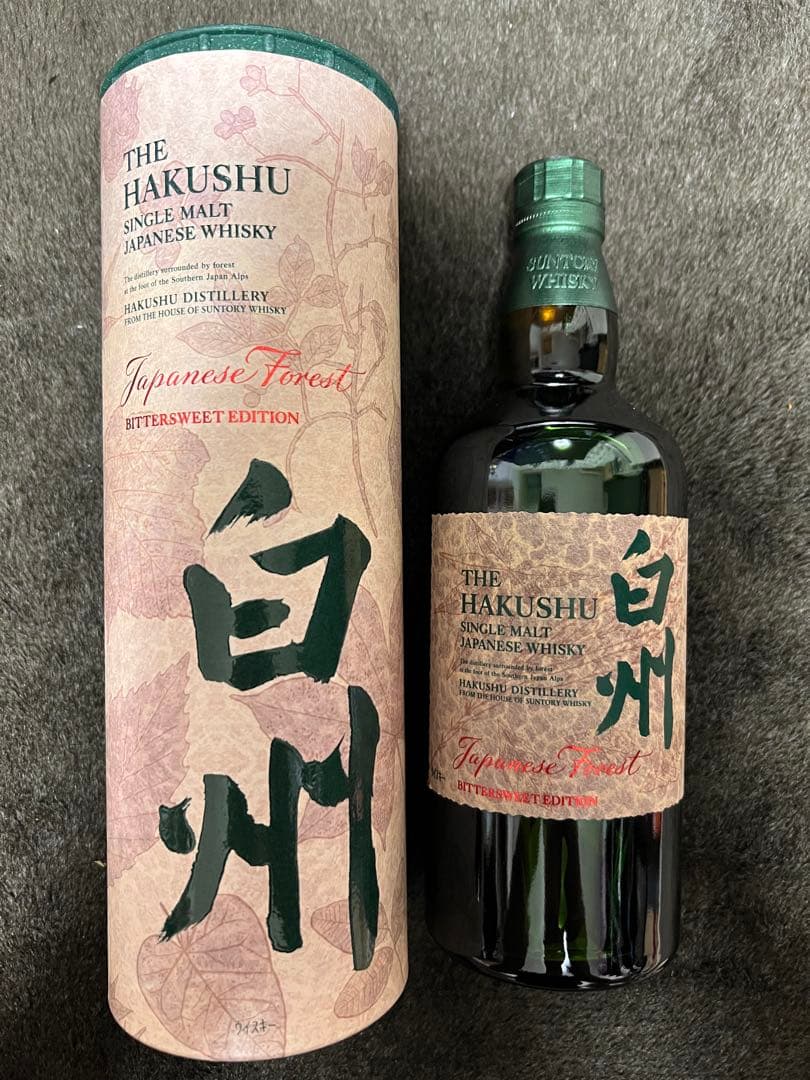 THE
HAKUSHU
SINGLE MALT
JAPANESE WHISKY
The distillery surrounded by forest
at the foot of the Southern Japan Alps
HAKUSHU DISTILLERY
FROM THE HOUSE OF SUNTORY WHISKY
Japanese Forest
BITTERSWEET EDITION
白州
ウイスキー
SUNTORY
WHISKY
THE
HAKUSHU
SINGLE MALT
JAPANESE WHISKY
The distillery surrounded by forest
at the foot of the Southern Japan Alps
HAKUSHU DISTILLERY
FROM THE HOUSE OF SUNTORY WHISKY
白州
Japanese Forest
BITTERSWEET EDITION